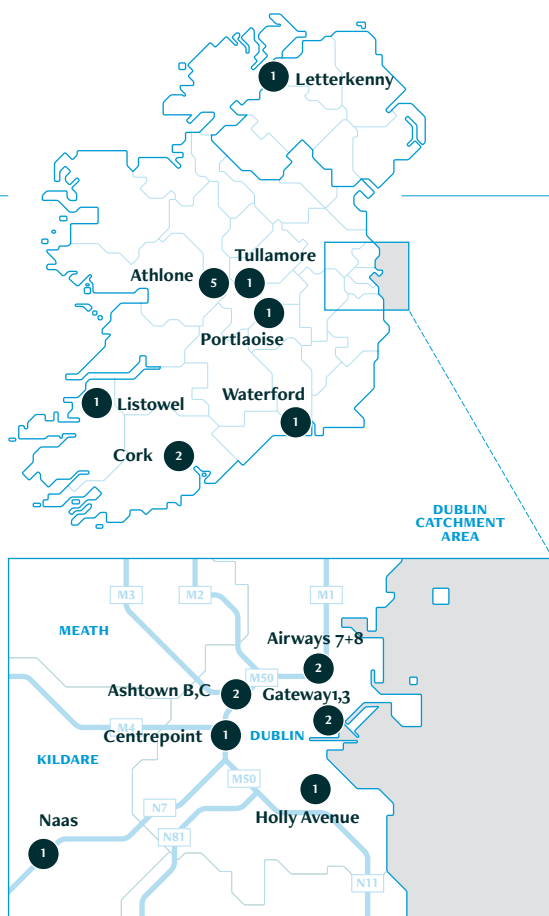 1 Letterkenny
Tullamore
Athlone 5 1
1
Portlaoise
Waterford
1 Listowel
1
Cork 2
DUBLIN
CATCHMENT
AREA
M3 M2 M1
MEATH
Airways 7+8
2
M50
Ashtown B,C 2 Gateway1,3
2
M4
Centrepoint 1 DUBLIN
KILDARE
M50
1
N7
Holly Avenue
Naas
N81
1
N11